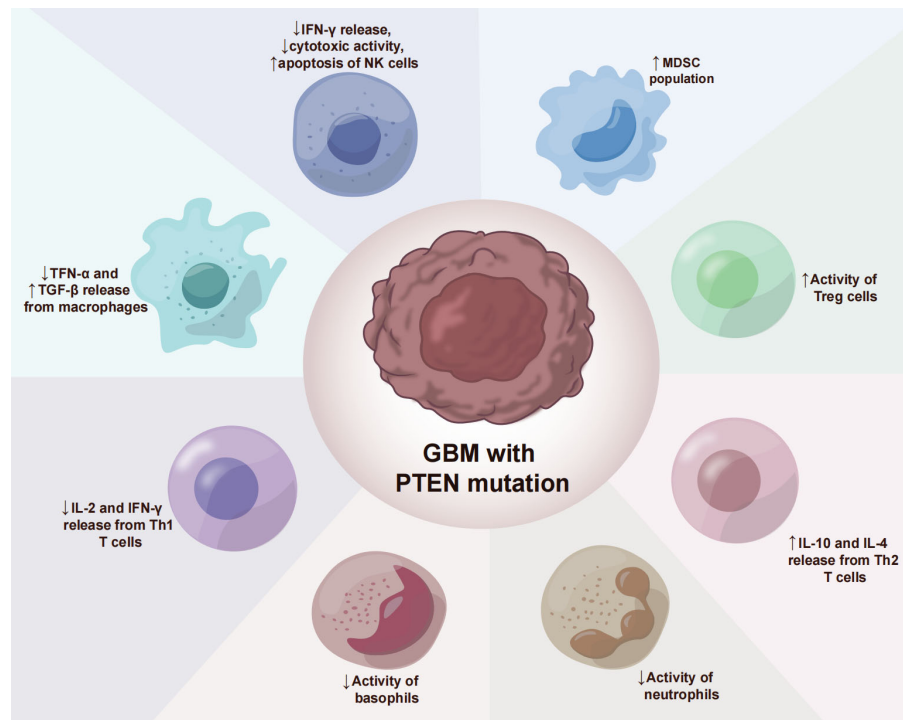 ↓IFN-γ release,
↓cytotoxic activity,
↑apoptosis of NK cells
↑MDSC
population
↓TFN-α and
↑TGF-β release
from macrophages
↑Activity of
Treg cells
GBM with
PTEN mutation
↓IL-2 and IFN-γ
release from Th1
T cells
↑IL-10 and IL-4
release from Th2
T cells
↓Activity of
basophils
↓Activity of
neutrophils